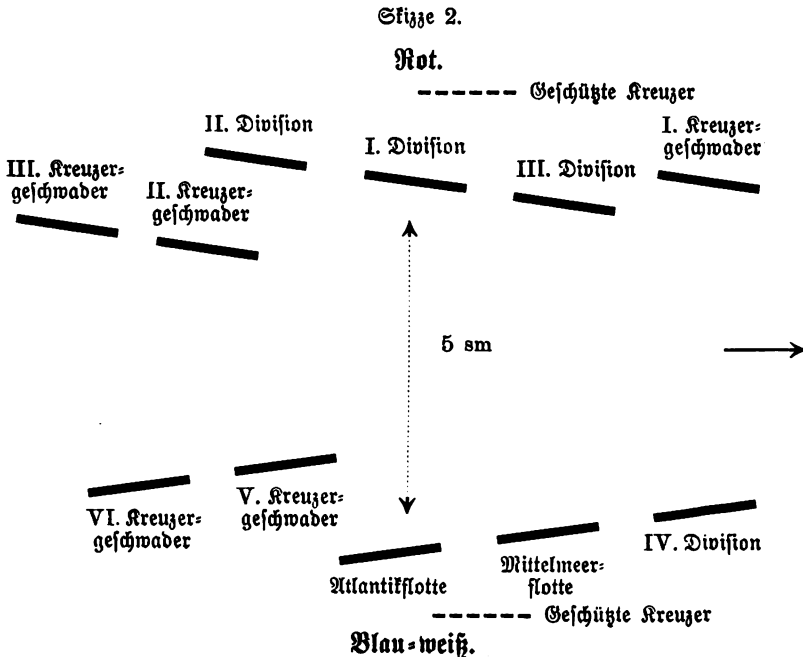 Skizze 2.
Rot.
Geschützte Kreuzer
II. Division
I. Division
III. Division
I. Kreuzer=
geschwader
III. Kreuzer=
geschwader
II. Kreuzer=
geschwader
5 sm
VI. Kreuzer=
geschwader
V. Kreuzer=
geschwader
Atlantikflotte
Mittelmeer=
flotte
IV. Division
Geschützte Kreuzer
Blau=weiß.